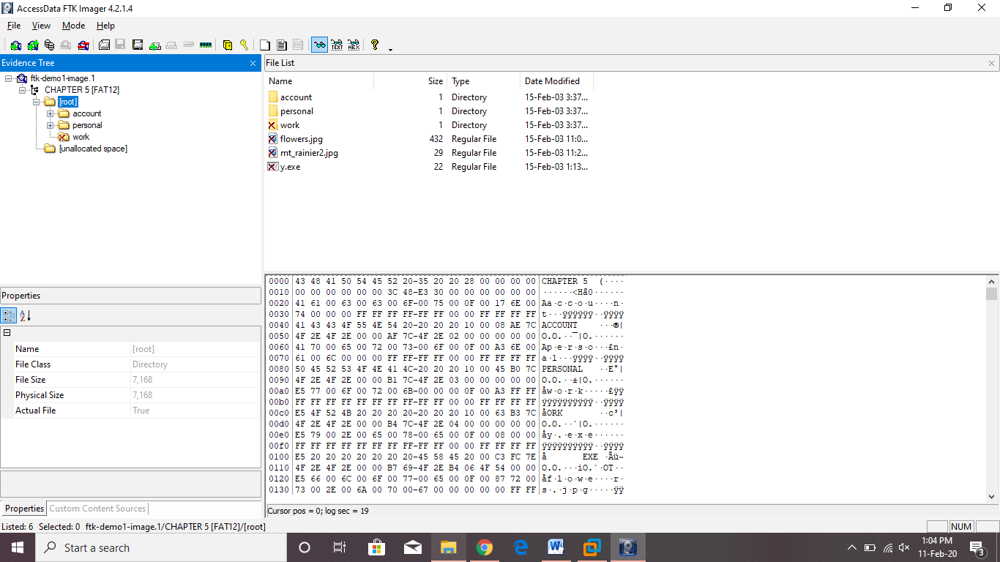 AccessData FTK Imager 4.2.1.4
File View Mode Help
Evidence Tree
ftk-demo1-image.1
CHAPTER 5 [FAT12]
[root]
account
personal
work
[unallocated space]
File List
Name Size Type Date Modified
account 1 Directory 15-Feb-03 3:37...
personal 1 Directory 15-Feb-03 3:37...
work 1 Directory 15-Feb-03 3:37...
flowers.jpg 432 Regular File 15-Feb-03 11:0...
mt_rainier2.jpg 29 Regular File 15-Feb-03 11:2...
y.exe 22 Regular File 15-Feb-03 1:13...
Properties
Name [root]
File Class Directory
File Size 7,168
Physical Size 7,168
Actual File True
Properties Custom Content Sources
0000 43 48 41 50 54 45 52 20-35 20 20 28 00 00 00 00 CHAPTER 5  (····
0010 00 00 00 00 00 00 3C 48-E3 30 00 00 00 00 00 00 ······<Hã0······
0020 41 61 00 63 00 63 00 6F-00 75 00 0F 00 17 6E 00 Aa·c·c·o·u····n·
0030 74 00 00 00 FF FF FF FF-FF FF 00 00 FF FF FF FF t···ÿÿÿÿÿÿ··ÿÿÿÿ
0040 41 43 43 4F 55 4E 54 20-20 20 20 10 00 08 AE 7C ACCOUNT    ···®|
0050 4F 2E 4F 2E 00 00 AF 7C-4F 2E 02 00 00 00 00 00 O.O.··¯|O.······
0060 41 70 00 65 00 72 00 73-00 6F 00 0F 00 A3 6E 00 Ap·e·r·s·o···£n·
0070 61 00 6C 00 00 00 FF FF-FF FF 00 00 FF FF FF FF a·l···ÿÿÿÿ··ÿÿÿÿ
0080 50 45 52 53 4F 4E 41 4C-20 20 20 10 00 45 B0 7C PERSONAL   ··E°|
0090 4F 2E 4F 2E 00 00 B1 7C-4F 2E 03 00 00 00 00 00 O.O.··±|O.······
00a0 E5 77 00 6F 00 72 00 6B-00 00 00 0F 00 A3 FF FF åw·o·r·k·····£ÿÿ
00b0 FF FF FF FF FF FF FF FF-FF FF 00 00 FF FF FF FF ÿÿÿÿÿÿÿÿÿÿ··ÿÿÿÿ
00c0 E5 4F 52 4B 20 20 20 20-20 20 20 10 00 63 B3 7C åORK       ··c³|
00d0 4F 2E 4F 2E 00 00 B4 7C-4F 2E 04 00 00 00 00 00 O.O.··´|O.······
00e0 E5 79 00 2E 00 65 00 78-00 65 00 0F 00 08 00 00 åy·.·e·x·e······
00f0 FF FF FF FF FF FF FF FF-FF FF 00 00 FF FF FF FF ÿÿÿÿÿÿÿÿÿÿ··ÿÿÿÿ
0100 E5 20 20 20 20 20 20 20-45 58 45 20 00 C3 FC 7E å       EXE ·Ãü~
0110 4F 2E 4F 2E 00 00 B7 69-4F 2E B4 06 4F 54 00 00 O.O.···iO.´·OT··
0120 E5 66 00 6C 00 6F 00 77-00 65 00 0F 00 87 72 00 åf·l·o·w·e····r·
0130 73 00 2E 00 6A 00 70 00-67 00 00 00 00 00 FF FF s·.·j·p·g·····ÿÿ
Cursor pos = 0; log sec = 19
Listed: 6 Selected: 0 ftk-demo1-image.1/CHAPTER 5 [FAT12]/[root]
NUM
Start a search
1:04 PM
11-Feb-20
3